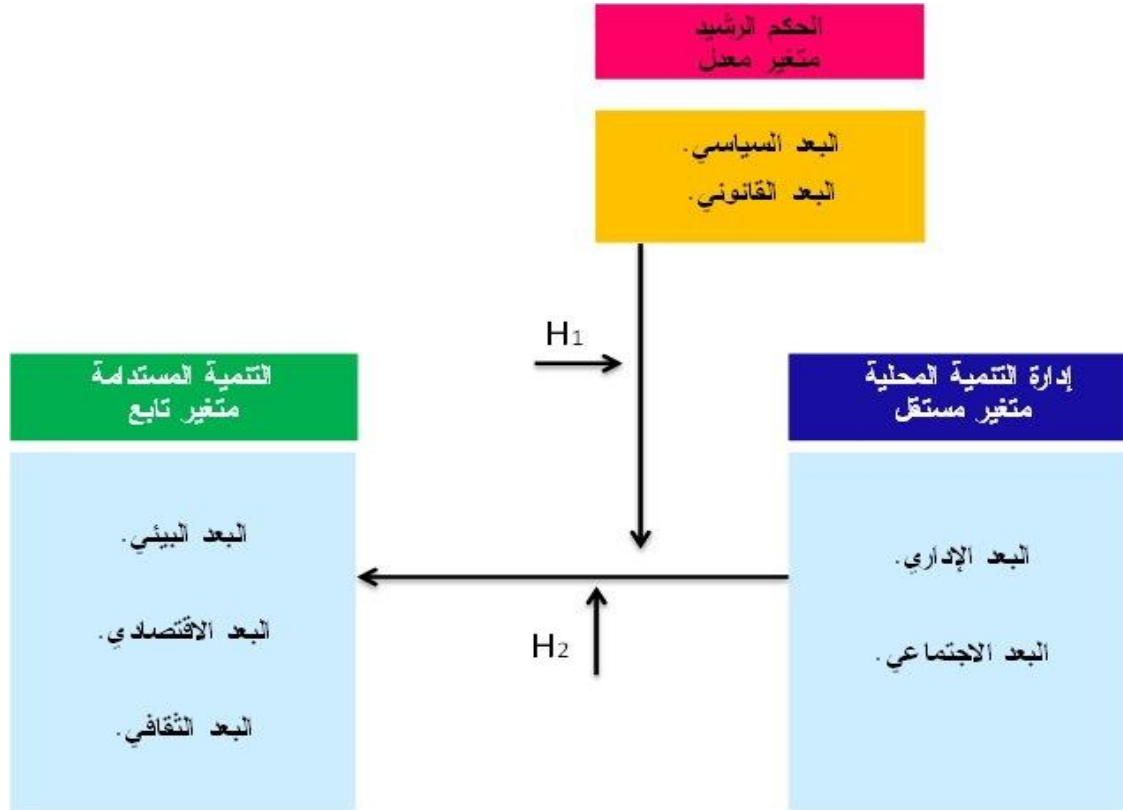 الحكم الرشيد
متغير معدل
البعد السياسي.
البعد القانوني.
H1
إدارة التنمية المحلية
متغير مستقل
البعد الإداري.
البعد الاجتماعي.
التنمية المستدامة
متغير تابع
البعد البيئي.
البعد الاقتصادي.
البعد الثقافي.
H2